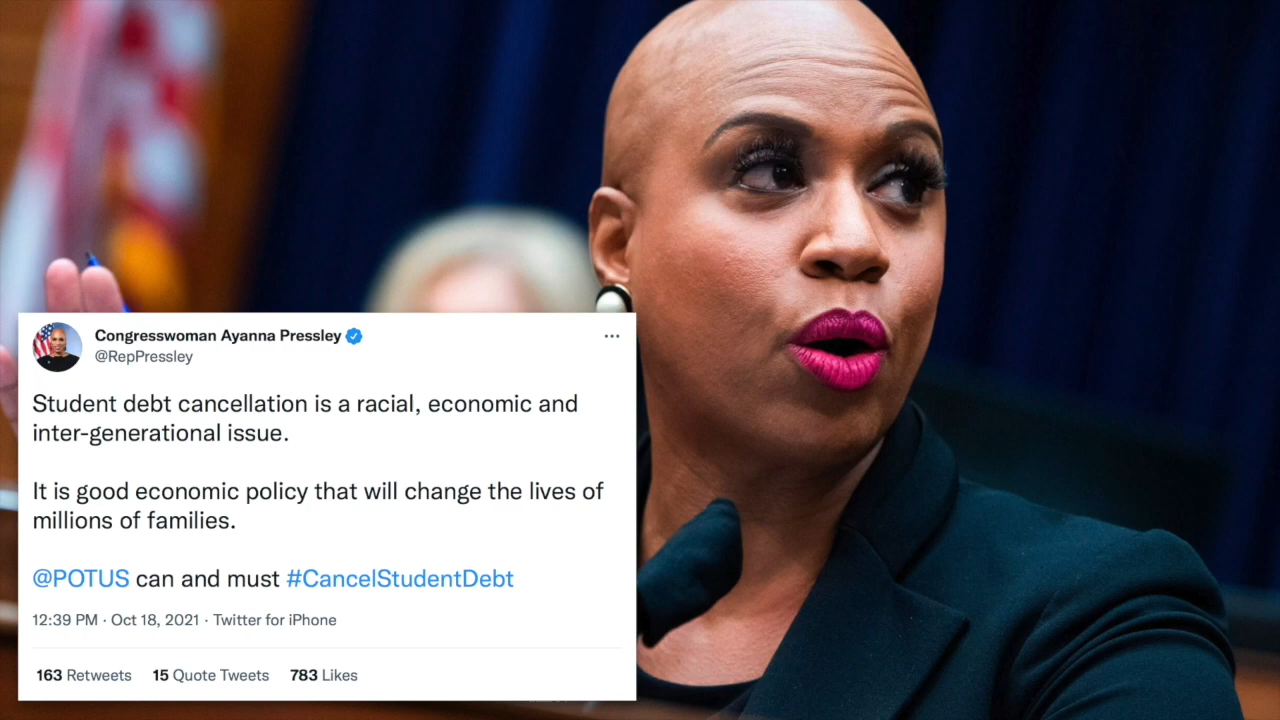 Congresswoman Ayanna Pressley
@RepPressley
Student debt cancellation is a racial, economic and
inter-generational issue.
It is good economic policy that will change the lives of
millions of families.
@POTUS can and must #CancelStudentDebt
12:39 PM · Oct 18, 2021 · Twitter for iPhone
163 Retweets 15 Quote Tweets 783 Likes